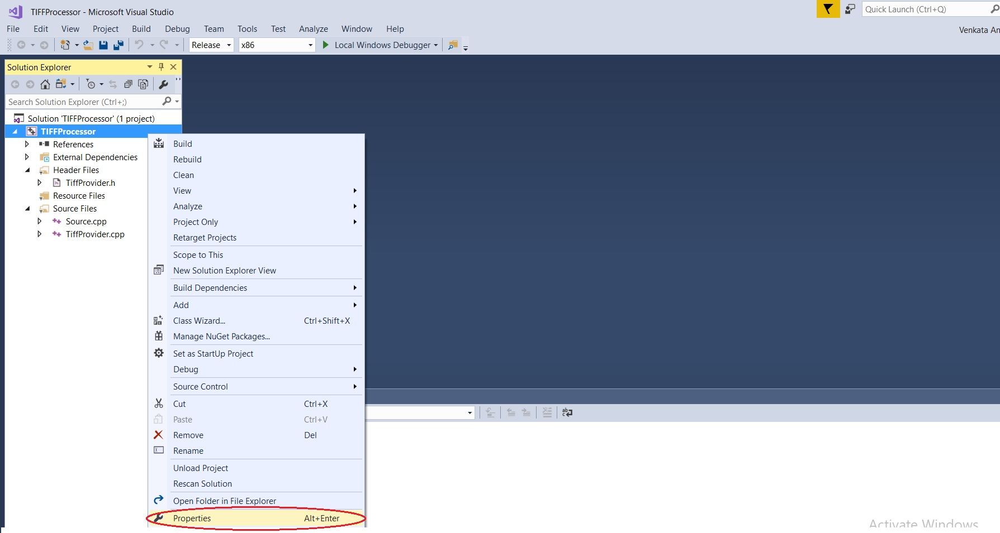 TIFFProcessor - Microsoft Visual Studio
Quick Launch (Ctrl+Q)
File Edit View Project Build Debug Team Tools Test Analyze Window Help
Venkata An
Release x86 Local Windows Debugger
Solution Explorer
Search Solution Explorer (Ctrl+;)
Solution 'TIFFProcessor' (1 project)
TIFFProcessor
References
External Dependencies
Header Files
TiffProvider.h
Resource Files
Source Files
Source.cpp
TiffProvider.cpp
Build
Rebuild
Clean
View
Analyze
Project Only
Retarget Projects
Scope to This
New Solution Explorer View
Build Dependencies
Add
Class Wizard... Ctrl+Shift+X
Manage NuGet Packages...
Set as StartUp Project
Debug
Source Control
Cut Ctrl+X
Paste Ctrl+V
Remove Del
Rename
Unload Project
Rescan Solution
Open Folder in File Explorer
Properties Alt+Enter
Activate Windows